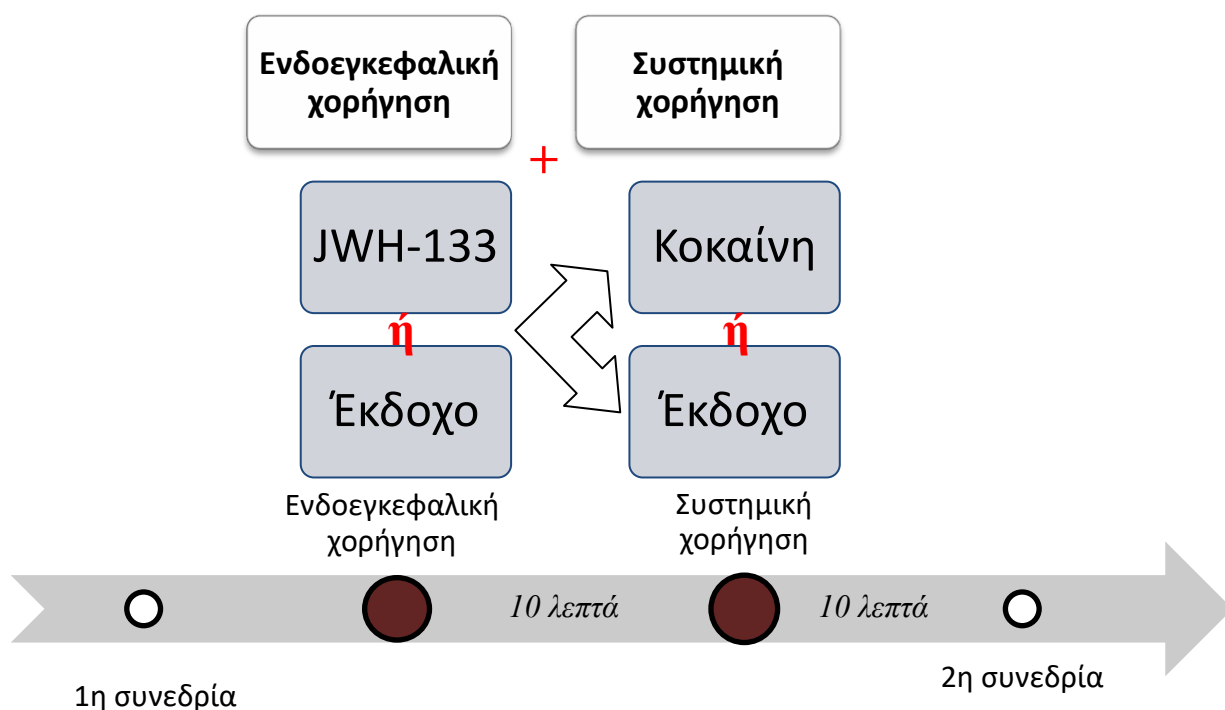 Ενδοεγκεφαλική
χορήγηση
Συστημική
χορήγηση
+
JWH-133
Κοκαίνη
ή
ή
Έκδοχο
Έκδοχο
Ενδοεγκεφαλική
χορήγηση
Συστημική
χορήγηση
10 λεπτά
10 λεπτά
1η συνεδρία
2η συνεδρία